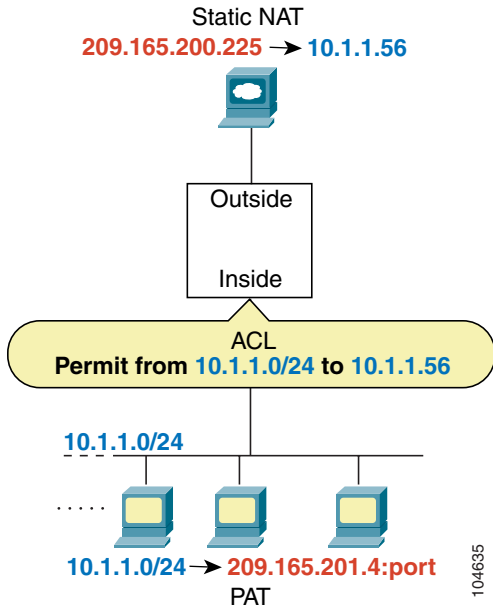 Static NAT
209.165.200.225 → 10.1.1.56
Outside
Inside
ACL
Permit from 10.1.1.0/24 to 10.1.1.56
10.1.1.0/24
10.1.1.0/24 → 209.165.201.4:port
PAT
104635